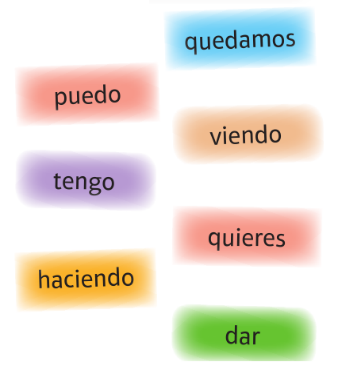 quedamos
puedo
viendo
tengo
quieres
haciendo
dar